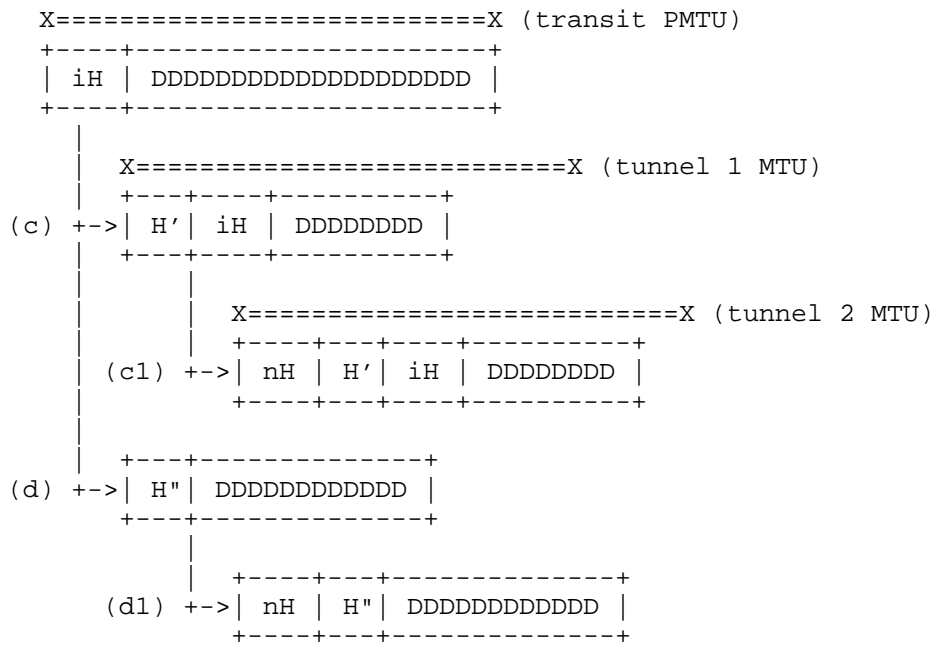 X===========================X (transit PMTU)
+----+----------------------+
| iH | DDDDDDDDDDDDDDDDDDDD |
+----+----------------------+
|
| X===========================X (tunnel 1 MTU)
| +---+----+----------+
(c) +->| H'| iH | DDDDDDDD |
| +---+----+----------+
| |
| | X===========================X (tunnel 2 MTU)
| | +----+---+----+----------+
| (c1) +->| nH | H'| iH | DDDDDDDD |
| +----+---+----+----------+
|
| +---+--------------+
(d) +->| H"| DDDDDDDDDDDD |
+---+--------------+
|
| +----+---+--------------+
(d1) +->| nH | H"| DDDDDDDDDDDD |
+----+---+--------------+